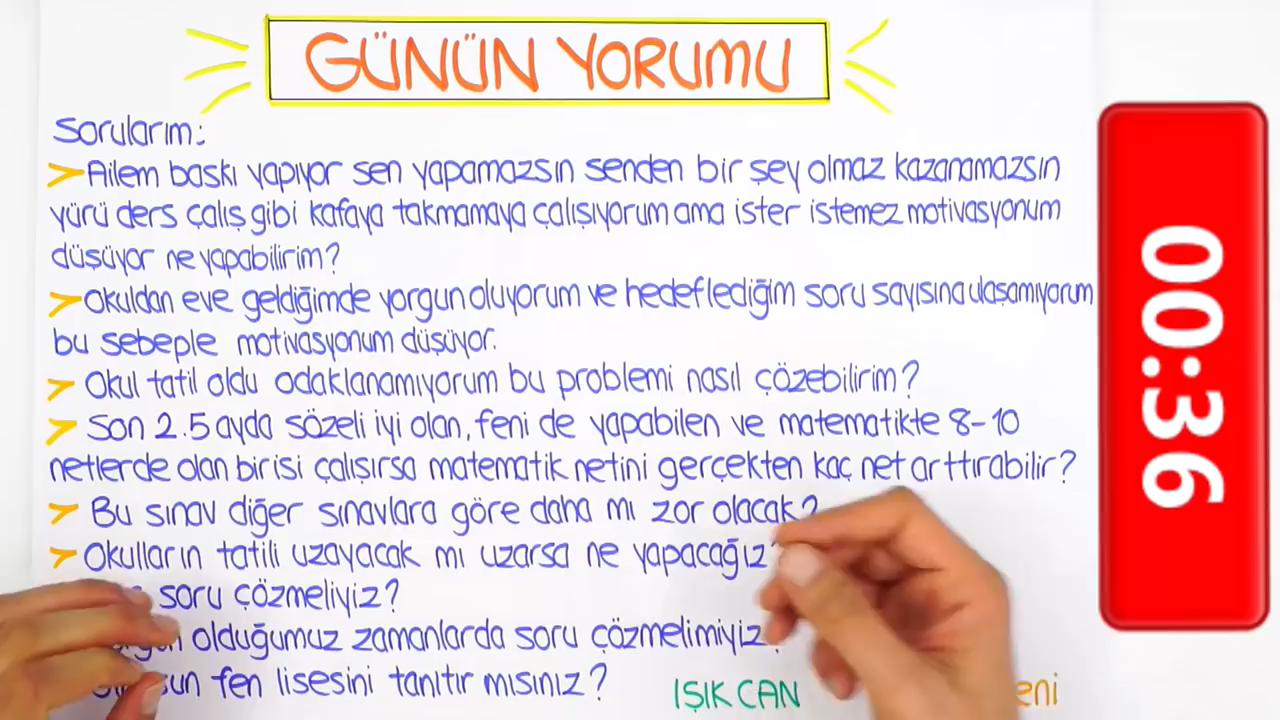 GÜNÜN YORUMU
Sorularım:
➤ Ailem baskı yapıyor sen yapamazsın senden bir şey olmaz kazanamazsın
yürü ders çalış gibi kafaya takmamaya çalışıyorum ama ister istemez motivasyonum
düşüyor ne yapabilirim?
➤ Okuldan eve geldiğimde yorgun oluyorum ve hedeflediğim soru sayısına ulaşamıyorum
bu sebeple motivasyonum düşüyor.
➤ Okul tatil oldu odaklanamıyorum bu problemi nasıl çözebilirim?
➤ Son 2.5 ayda sözeli iyi olan, feni de yapabilen ve matematikte 8-10
netlerde olan birisi çalışırsa matematik netini gerçekten kaç net arttırabilir?
➤ Bu sınav diğer sınavlara göre daha mı zor olacak?
➤ Okulların tatili uzayacak mı uzarsa ne yapacağız?
soru çözmeliyiz?
olduğumuz zamanlarda soru çözmelimiyiz?
fen lisesini tanıtır mısınız?
IŞIK CAN
00:36